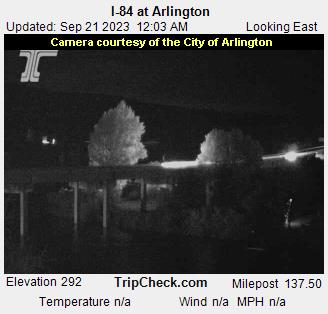 I-84 at Arlington
Updated: Sep 21 2023 12:03 AM Looking East
Camera courtesy of the City of Arlington
Elevation 292 TripCheck.com Milepost 137.50
Temperature n/a Wind n/a MPH n/a